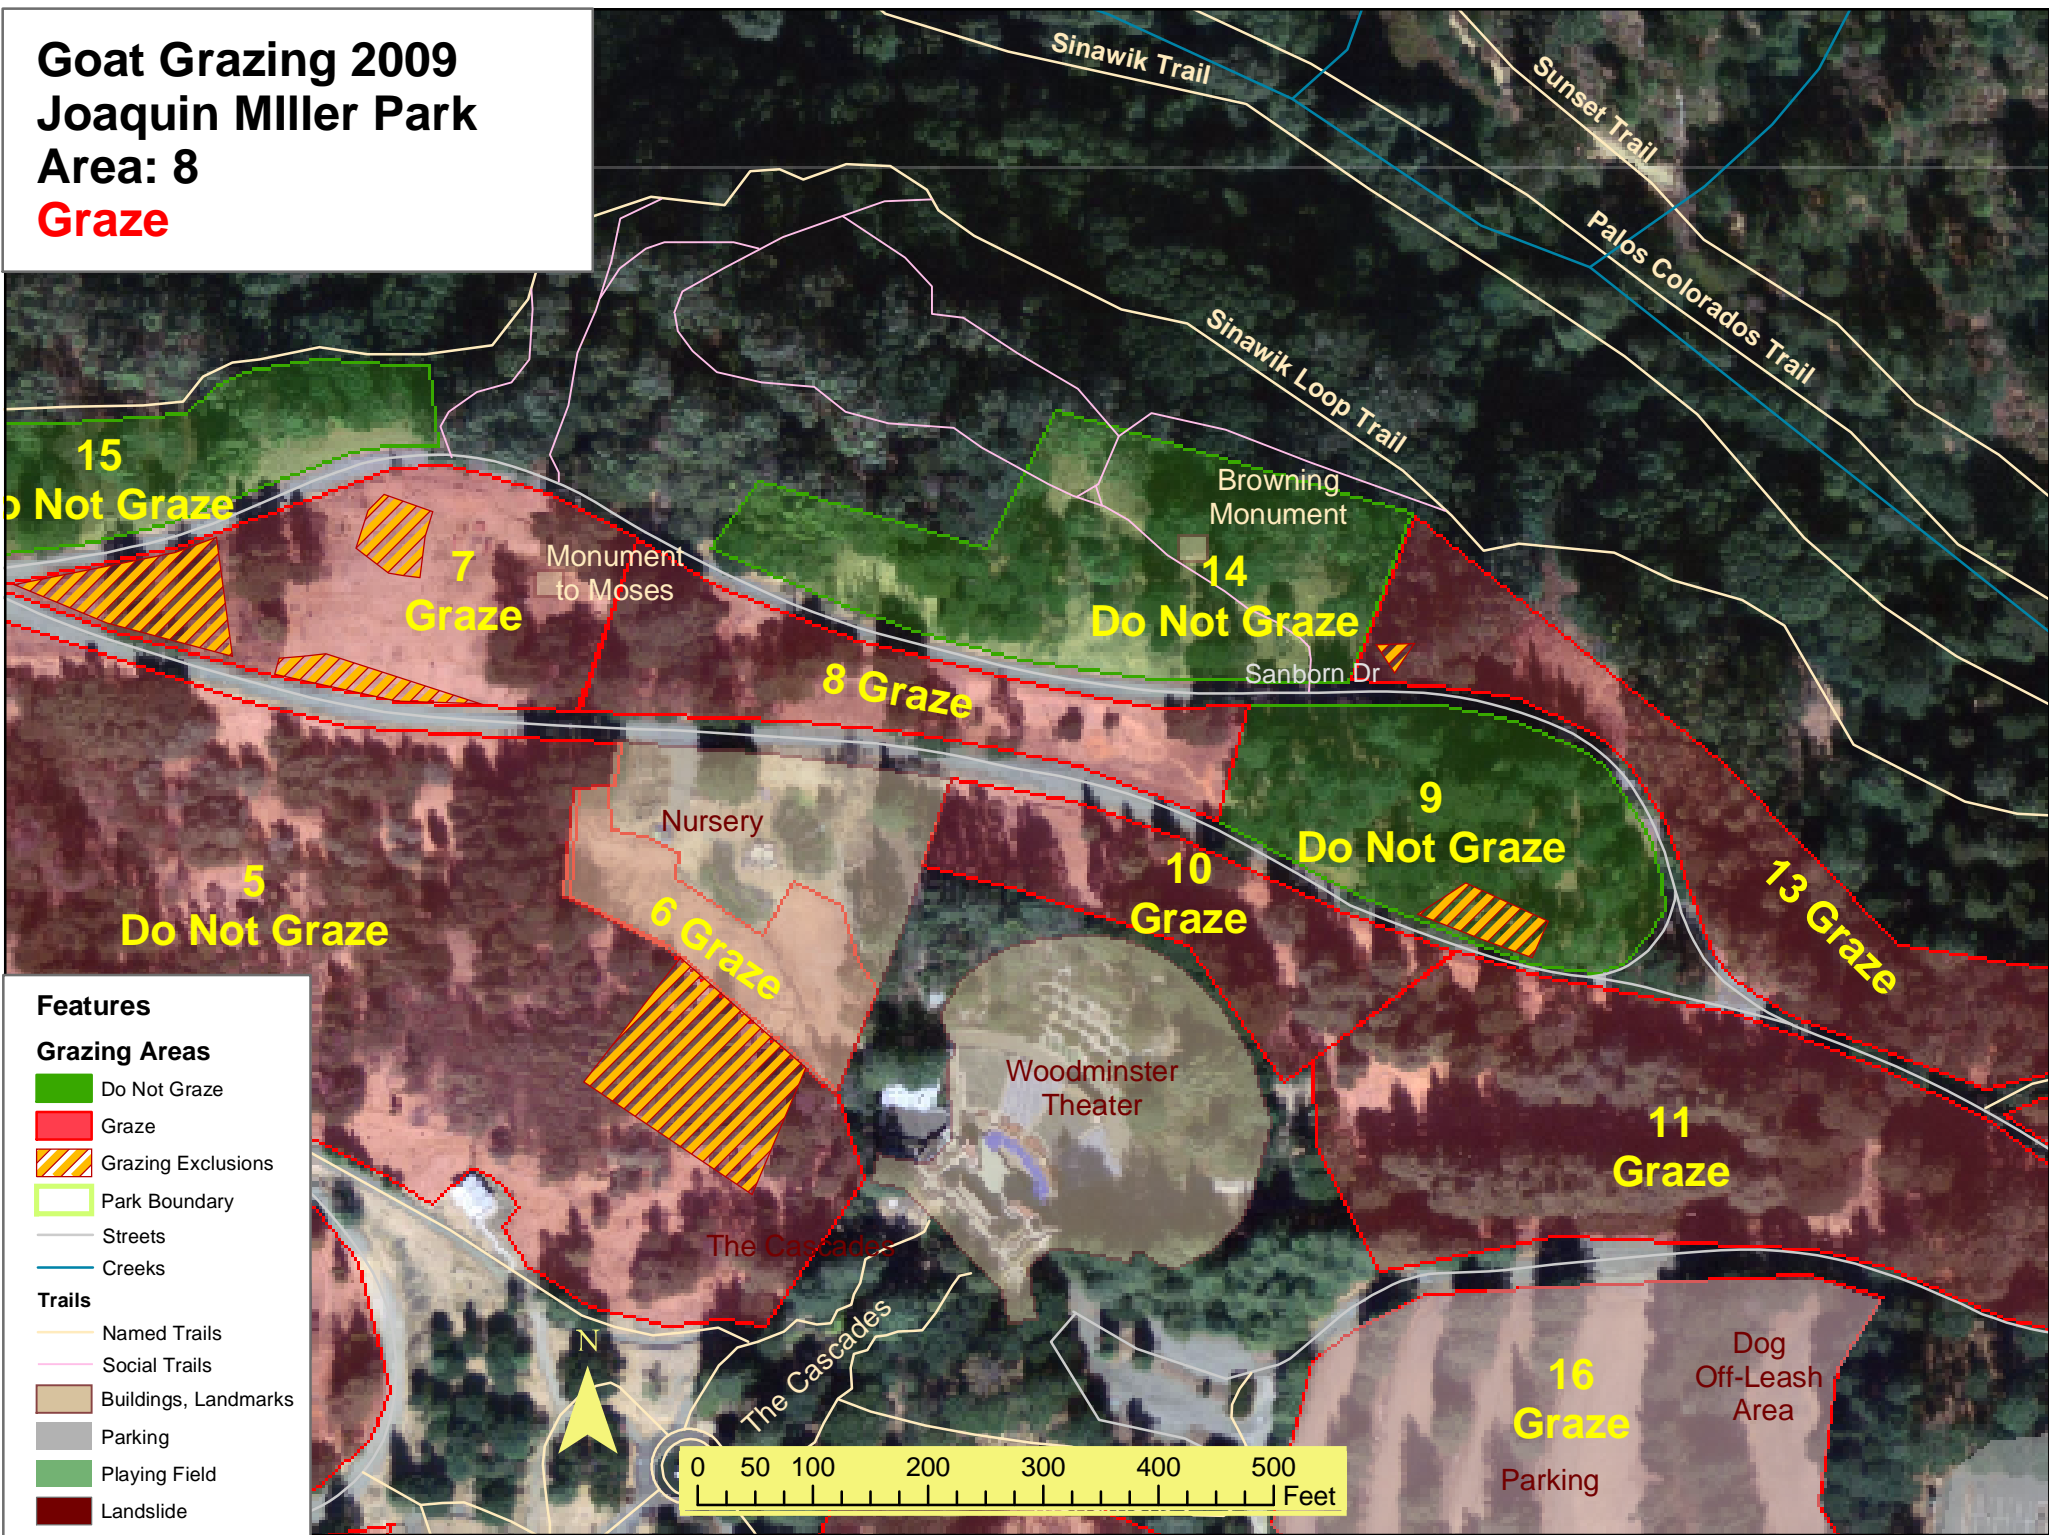 Goat Grazing 2009
Joaquin MIller Park
Area: 8
Graze
Sinawik Trail
Sunset Trail
Palos Colorados Trail
Sinawik Loop Trail
15
o Not Graze
7
Graze
Monument
to Moses
Browning
Monument
14
Do Not Graze
Sanborn Dr
8 Graze
Nursery
9
Do Not Graze
5
Do Not Graze
6 Graze
10
Graze
13 Graze
Woodminster
Theater
11
Graze
The Cascades
The Cascades
16
Graze
Dog
Off-Leash
Area
Parking
Features
Grazing Areas
Do Not Graze
Graze
Grazing Exclusions
Park Boundary
Streets
Creeks
Trails
Named Trails
Social Trails
Buildings, Landmarks
Parking
Playing Field
Landslide
N
0 50 100 200 300 400 500
Feet